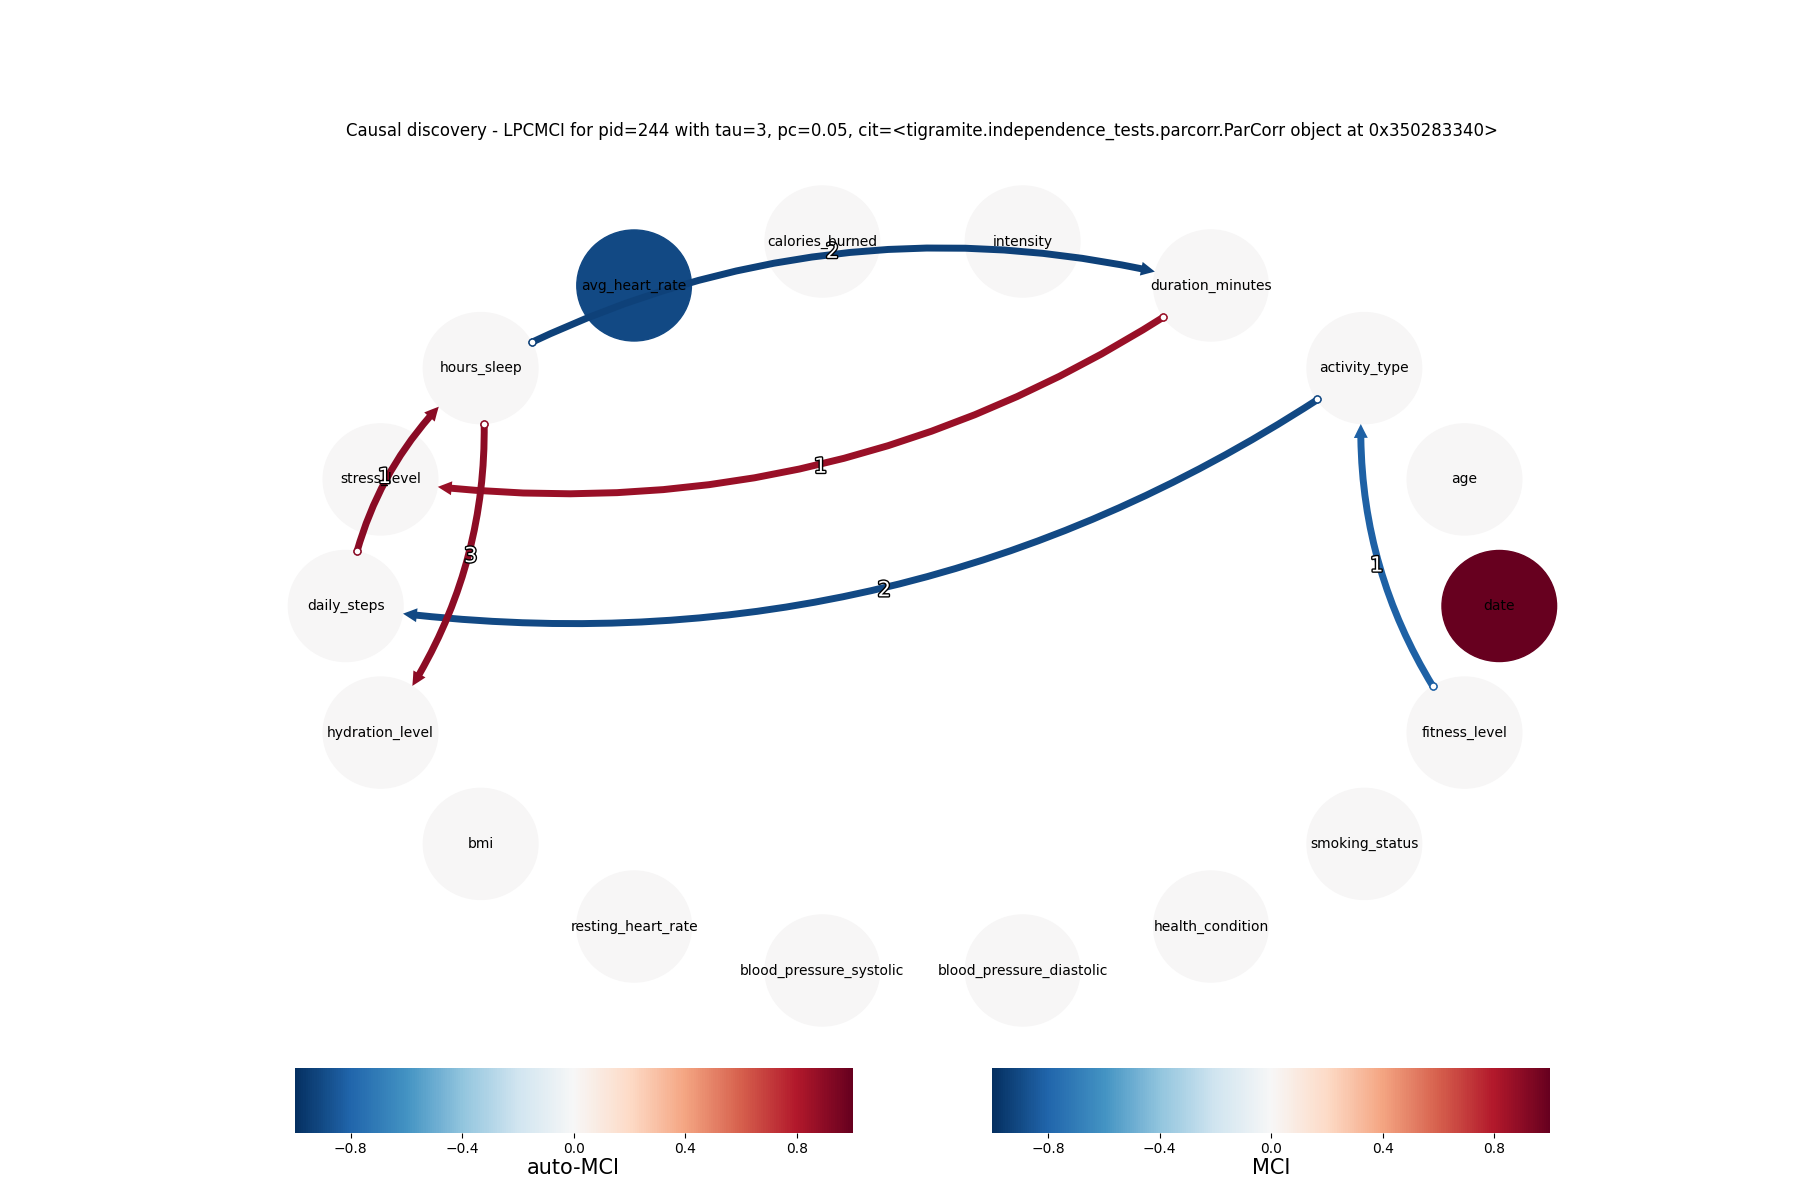 Causal discovery - LPCMCI for pid=244 with tau=3, pc=0.05, cit=<tigramite.independence_tests.parcorr.ParCorr object at 0x350283340>
calories_burned
intensity
2
avg_heart_rate
duration_minutes
hours_sleep
activity_type
1
stress_level
1
age
3
1
2
daily_steps
date
hydration_level
fitness_level
bmi
smoking_status
resting_heart_rate
health_condition
blood_pressure_systolic
blood_pressure_diastolic
−0.8 −0.4 0.0 0.4 0.8
auto-MCI
−0.8 −0.4 0.0 0.4 0.8
MCI